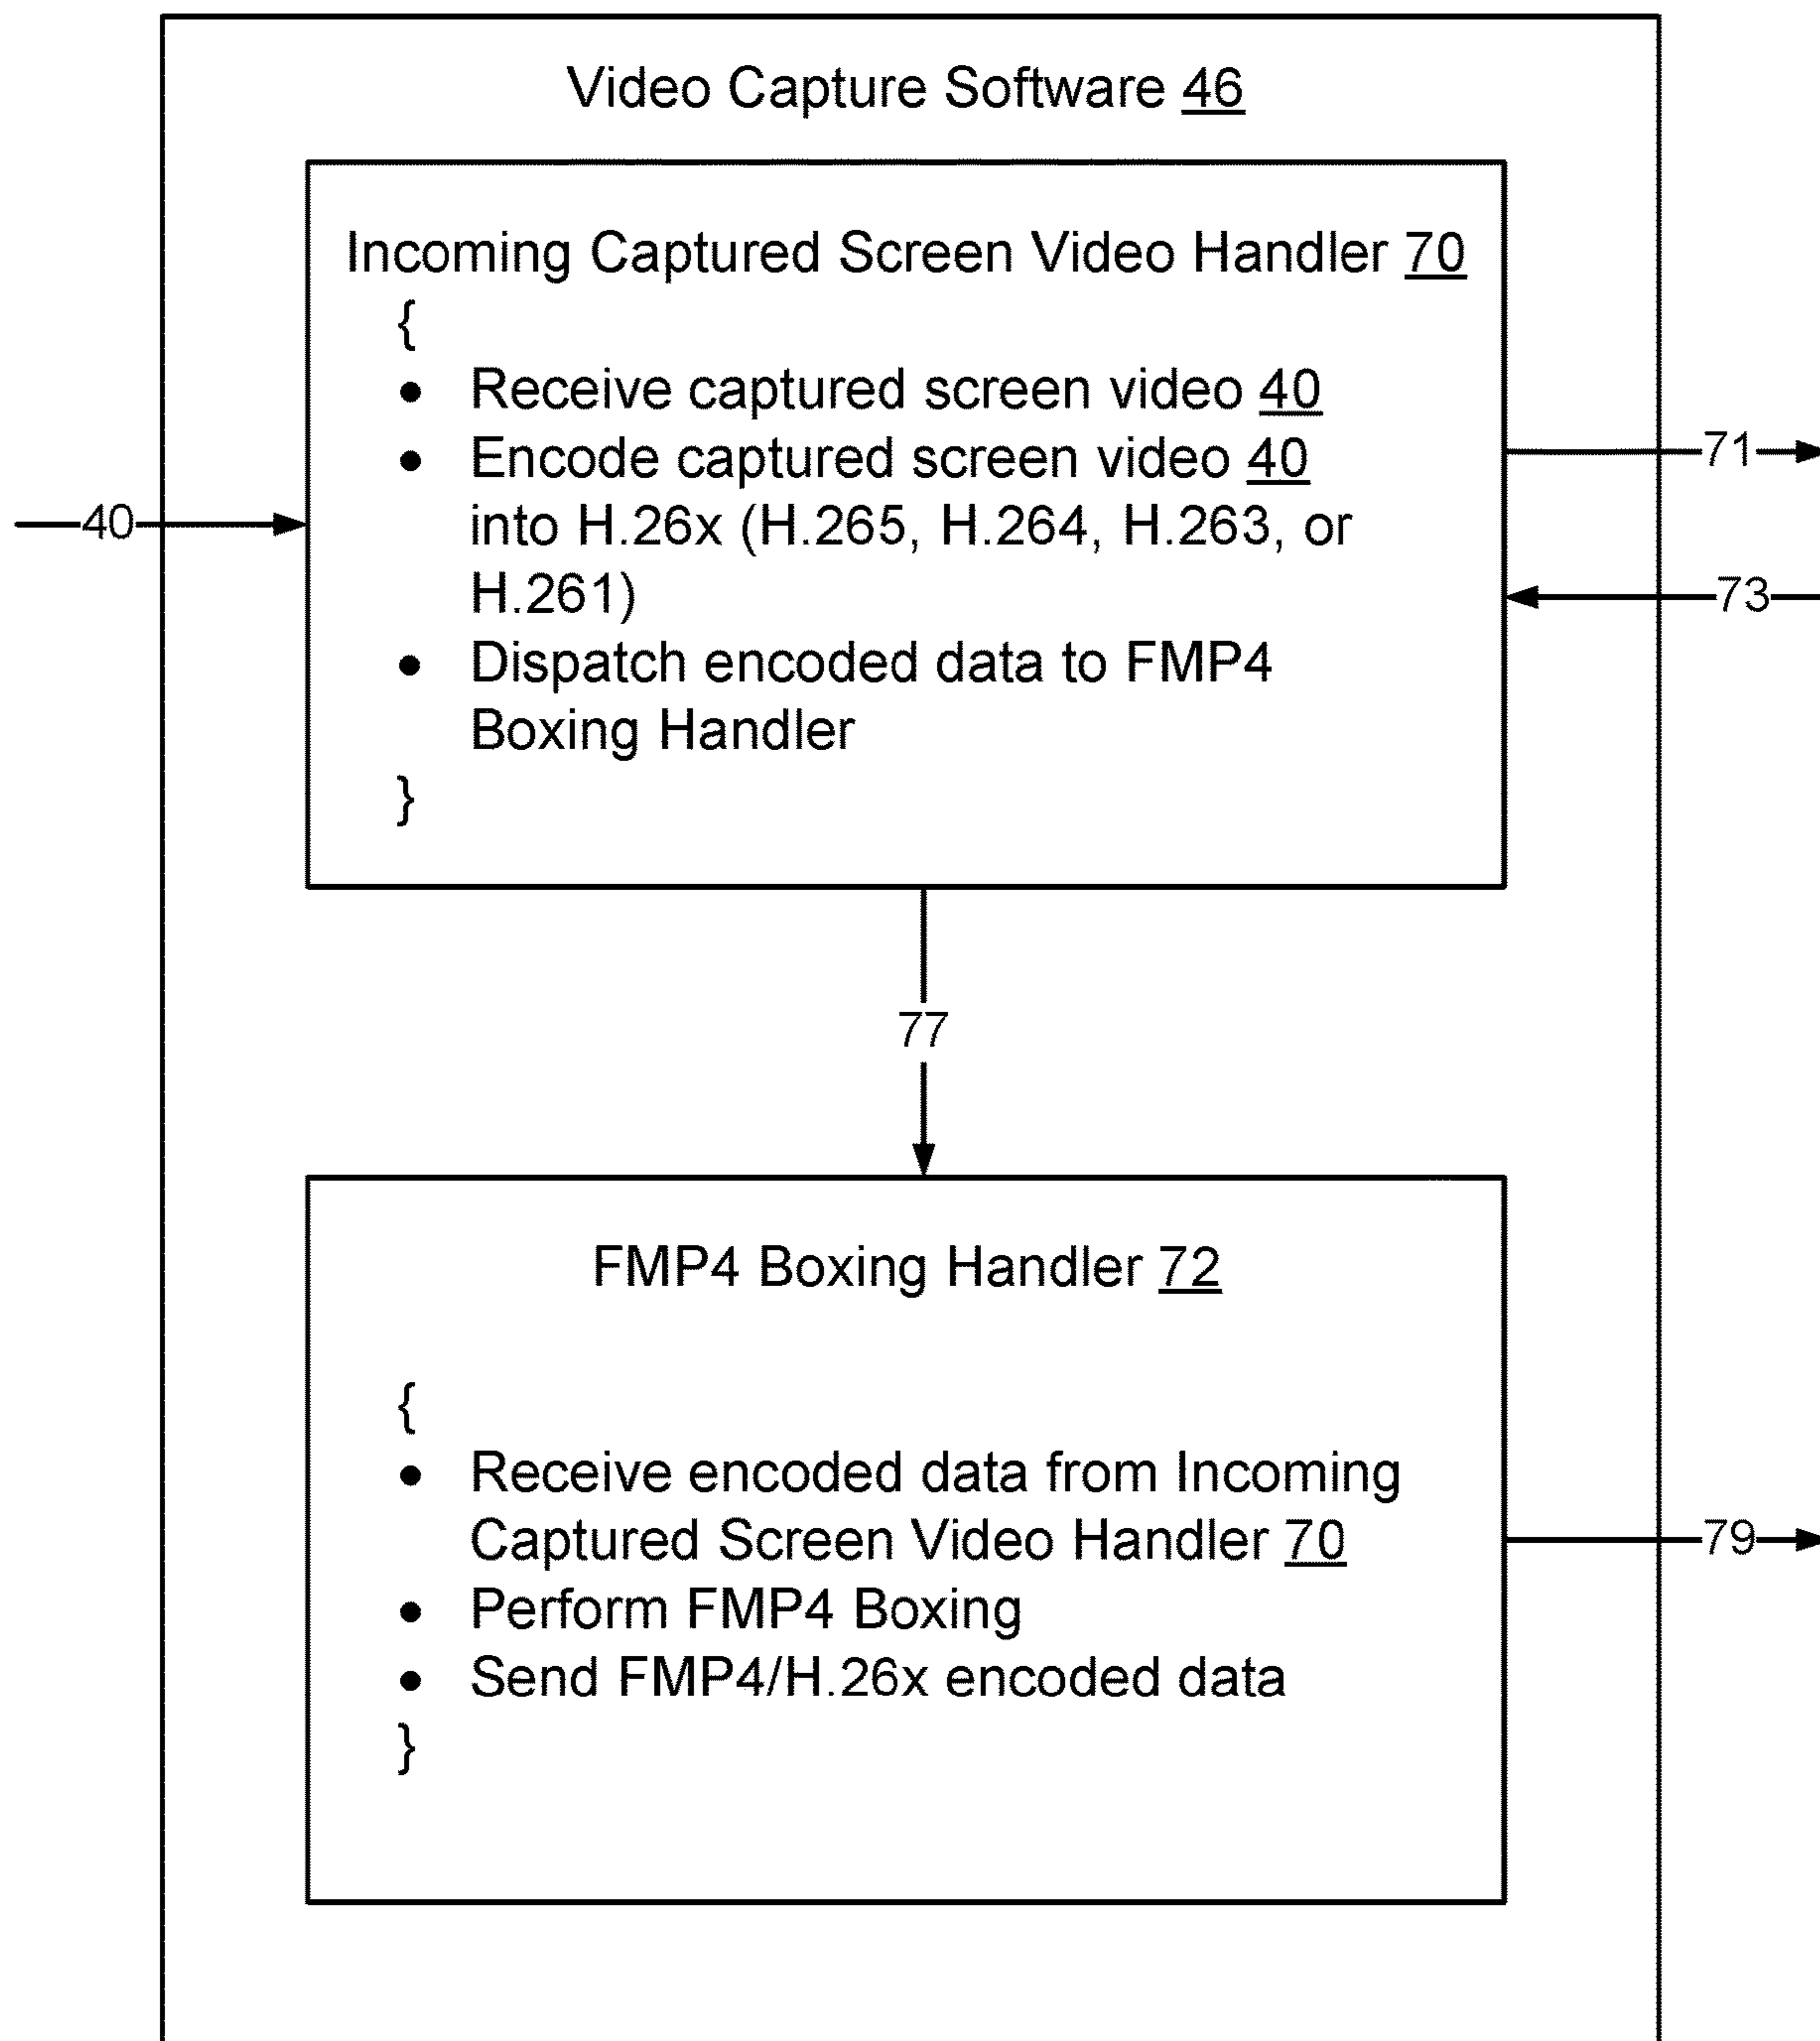 Video Capture Software 46
Incoming Captured Screen Video Handler 70
{
● Receive captured screen video 40
● Encode captured screen video 40
into H.26x (H.265, H.264, H.263, or
H.261)
● Dispatch encoded data to FMP4
Boxing Handler
}
40
71
73
77
FMP4 Boxing Handler 72
{
● Receive encoded data from Incoming
Captured Screen Video Handler 70
● Perform FMP4 Boxing
● Send FMP4/H.26x encoded data
}
79